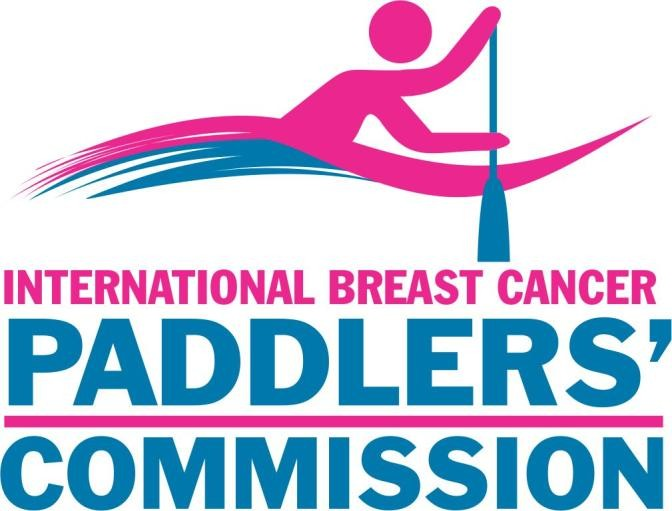 INTERNATIONAL BREAST CANCER
PADDLERS’
COMMISSION